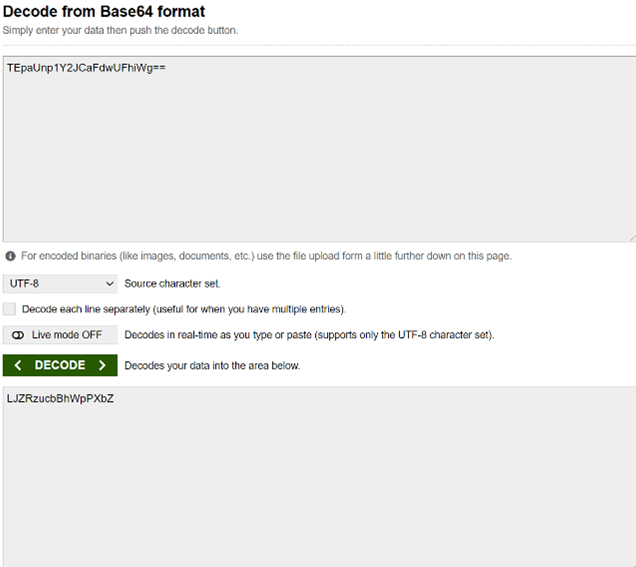 Decode from Base64 format
Simply enter your data then push the decode button.
TEpaUnp1Y2JCaFdwUFhiWg==
For encoded binaries (like images, documents, etc.) use the file upload form a little further down on this page.
UTF-8 Source character set.
Decode each line separately (useful for when you have multiple entries).
Live mode OFF Decodes in real-time as you type or paste (supports only the UTF-8 character set).
< DECODE > Decodes your data into the area below.
LJZRzucbBhWpPXbZ